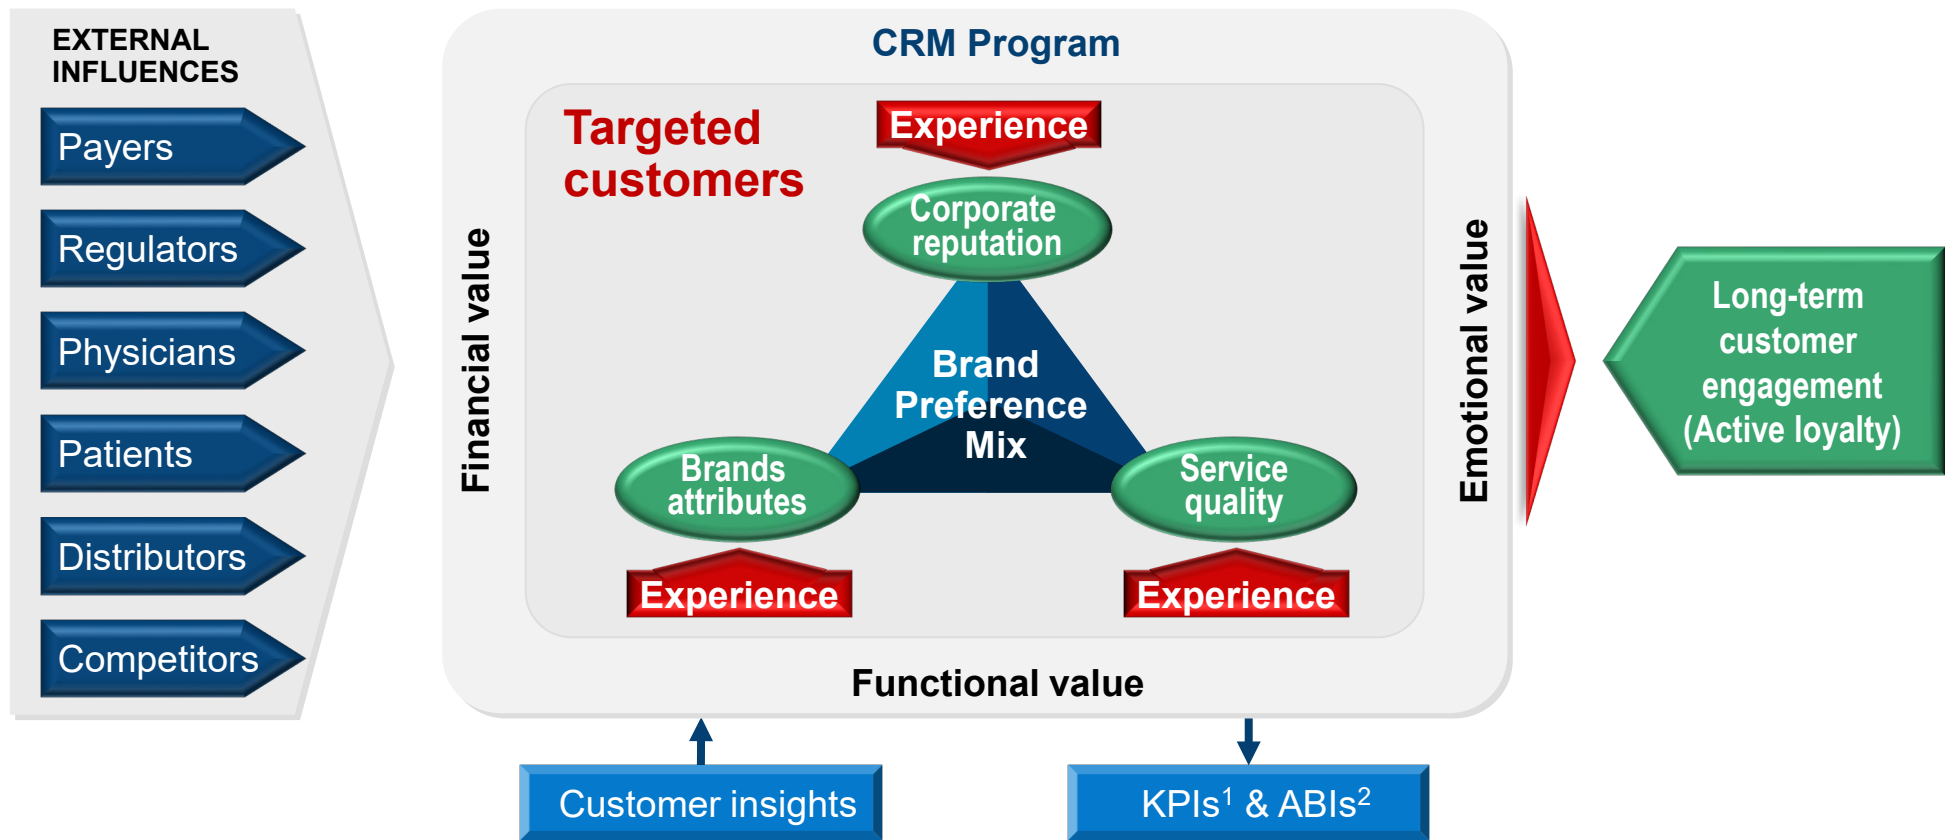 EXTERNAL
INFLUENCES
Payers
Regulators
Physicians
Patients
Distributors
Competitors
CRM Program
Targeted
customers
Experience
Corporate
reputation
Financial value
Brand
Preference
Mix
Emotional value
Brands
attributes
Service
quality
Experience
Experience
Functional value
Long-term
customer
engagement
(Active loyalty)
Customer insights
KPIs¹ & ABIs²